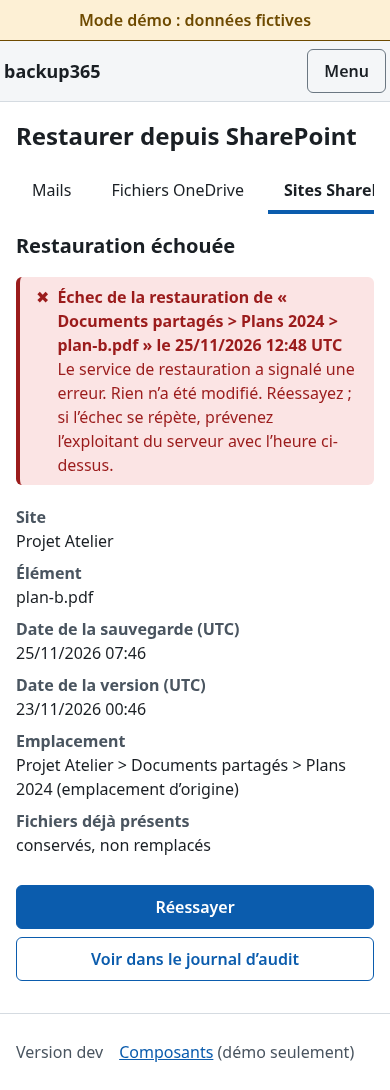 Mode démo : données fictives
backup365
Menu
Restaurer depuis SharePoint
Mails
Fichiers OneDrive
Sites Share
Restauration échouée
✖ Échec de la restauration de «
Documents partagés > Plans 2024 >
plan-b.pdf » le 25/11/2026 12:48 UTC
Le service de restauration a signalé une
erreur. Rien n’a été modifié. Réessayez ;
si l’échec se répète, prévenez
l’exploitant du serveur avec l’heure ci-
dessus.
Site
Projet Atelier
Élément
plan-b.pdf
Date de la sauvegarde (UTC)
25/11/2026 07:46
Date de la version (UTC)
23/11/2026 00:46
Emplacement
Projet Atelier > Documents partagés > Plans
2024 (emplacement d’origine)
Fichiers déjà présents
conservés, non remplacés
Réessayer
Voir dans le journal d’audit
Version dev Composants (démo seulement)